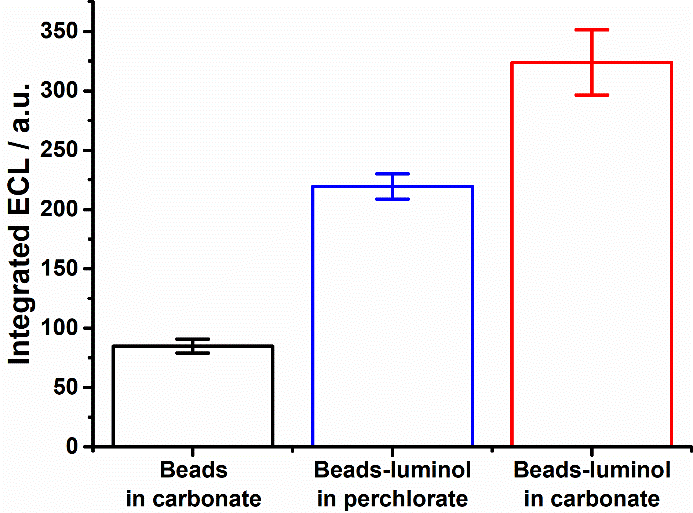 Integrated ECL / a.u.
350
300
250
200
150
100
50
0
Beads
in carbonate
Beads-luminol
in perchlorate
Beads-luminol
in carbonate